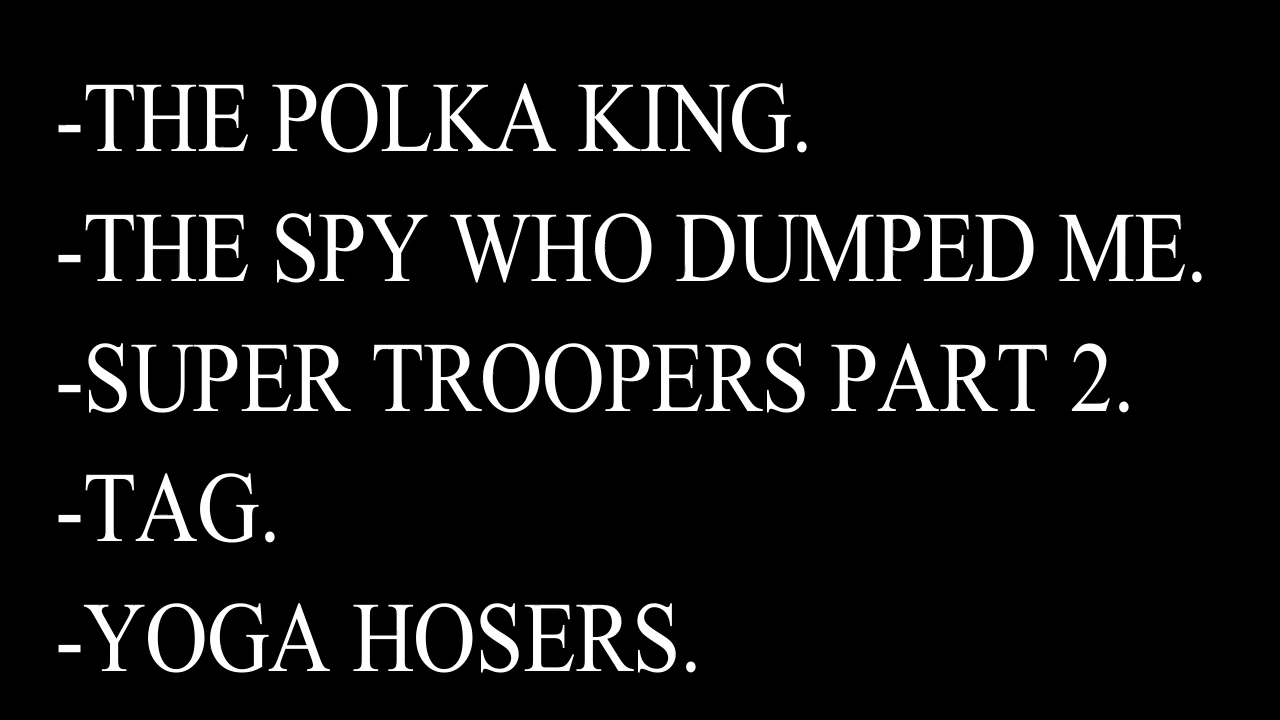 -THE POLKA KING.
-THE SPY WHO DUMPED ME.
-SUPER TROOPERS PART 2.
-TAG.
-YOGA HOSERS.